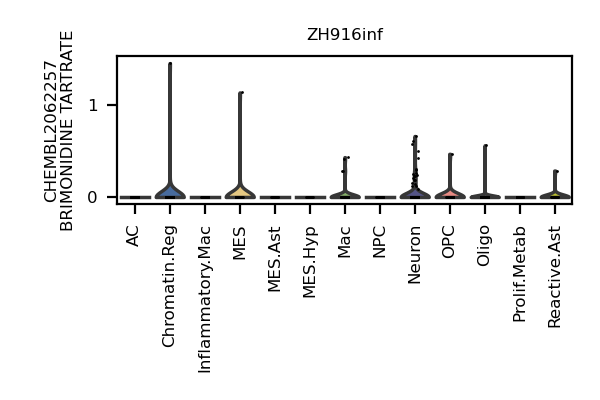 ZH916inf
CHEMBL2062257
BRIMONIDINE TARTRATE
1
0
AC
Chromatin.Reg
Inflammatory.Mac
MES
MES.Ast
MES.Hyp
Mac
NPC
Neuron
OPC
Oligo
Prolif.Metab
Reactive.Ast